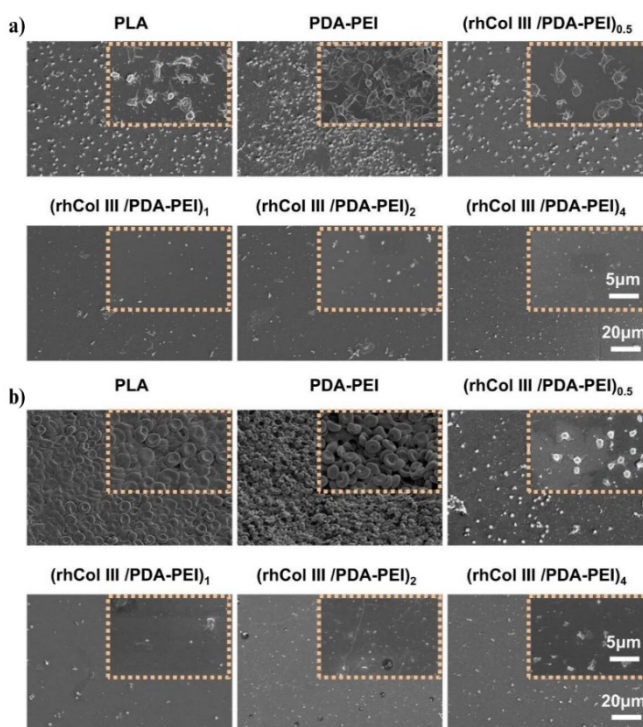 a)
PLA PDA-PEI (rhCol III /PDA-PEI)0.5
(rhCol III /PDA-PEI)1 (rhCol III /PDA-PEI)2 (rhCol III /PDA-PEI)4
5μm
20μm
b)
PLA PDA-PEI (rhCol III /PDA-PEI)0.5
(rhCol III /PDA-PEI)1 (rhCol III /PDA-PEI)2 (rhCol III /PDA-PEI)4
5μm
20μm